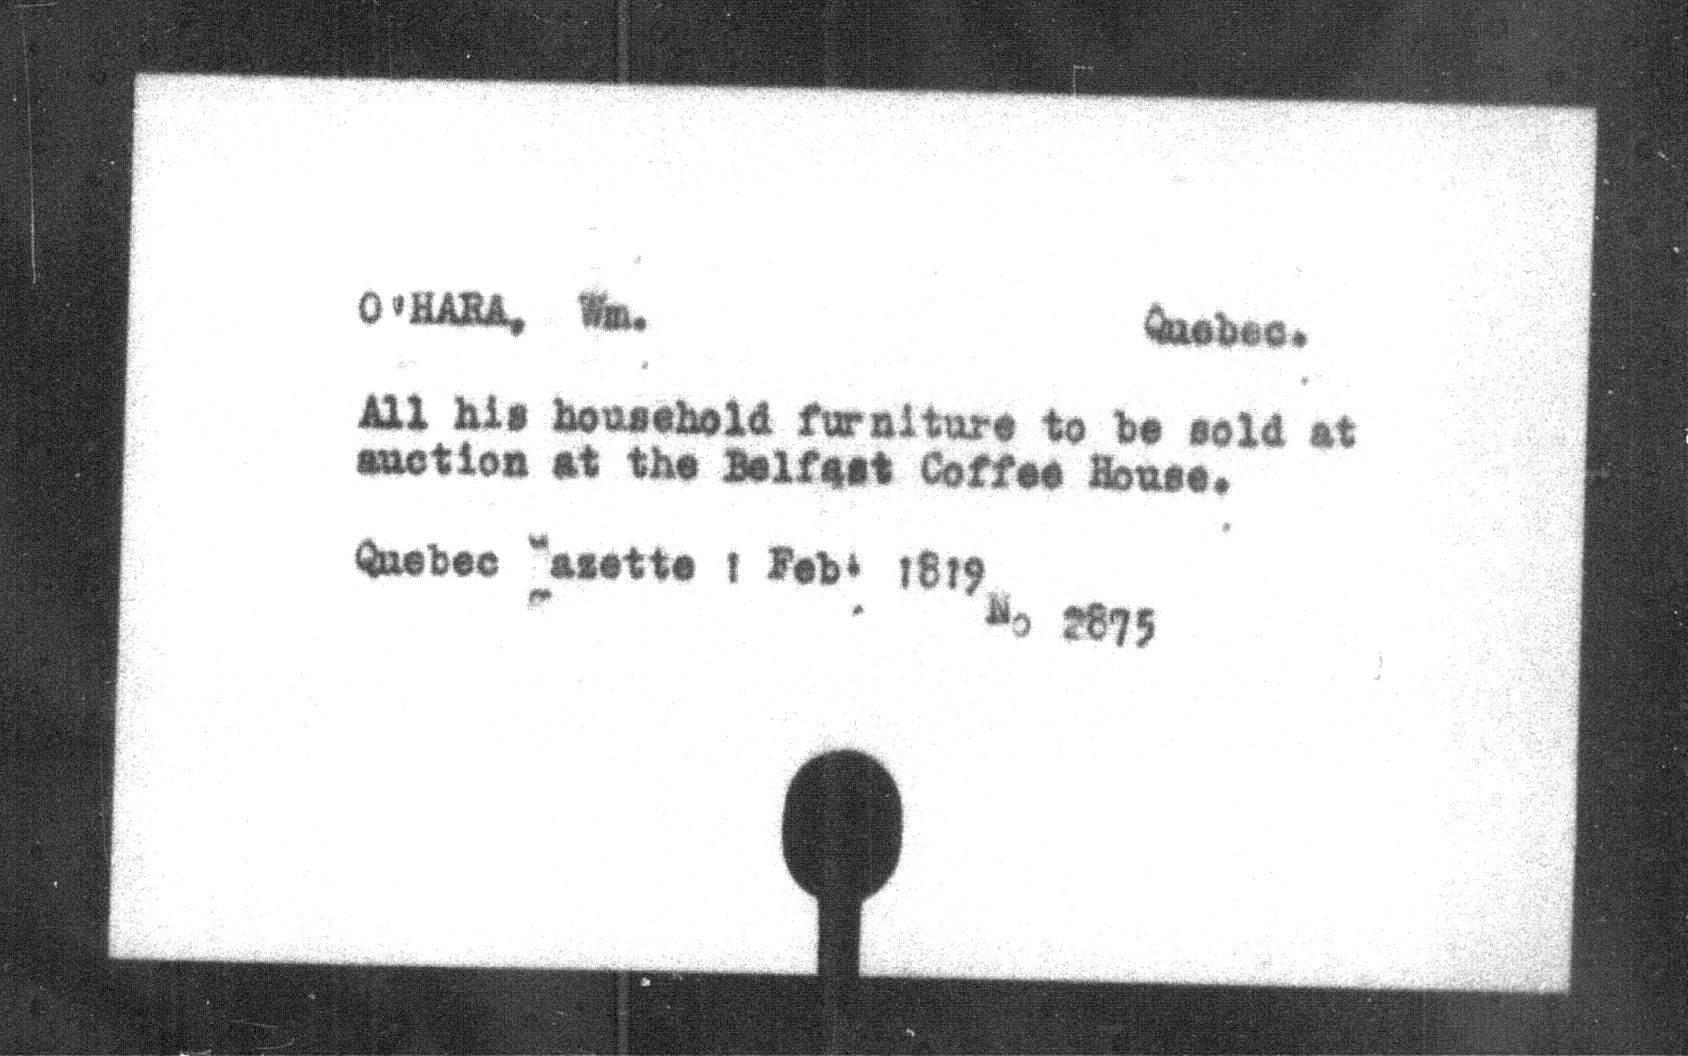 O'HARA, Wm. Quebec.
All his household furniture to be sold at
auction at the Belfast Coffee House.
Quebec Gazette 1 Feb. 1819
No 2875